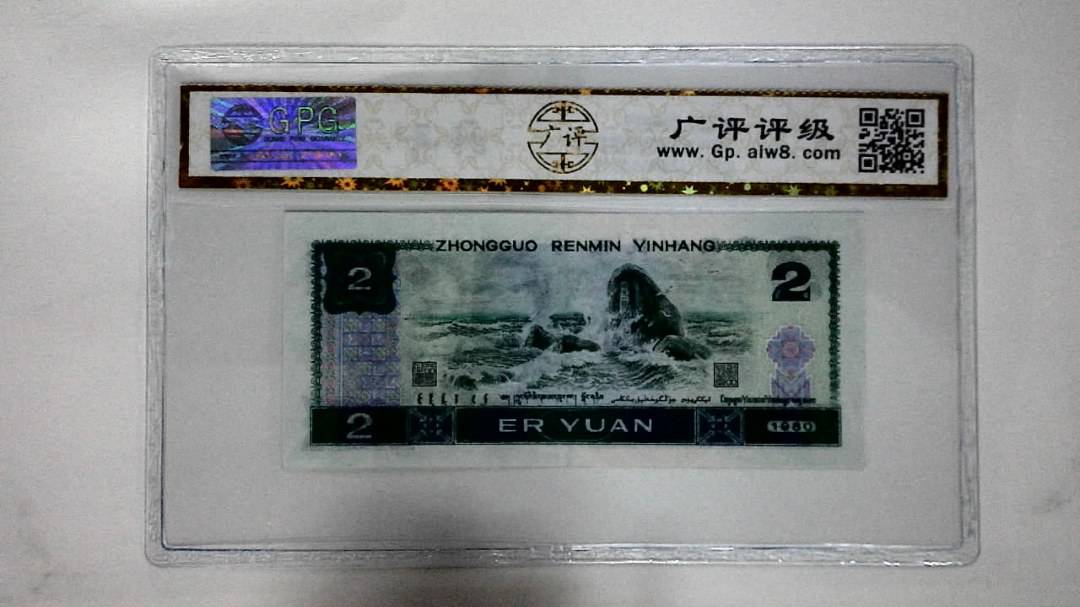 GPG
广评
广评评级
www. Gp. alw8. com
ZHONGGUO RENMIN YINHANG
2
2
2
ER YUAN
1980